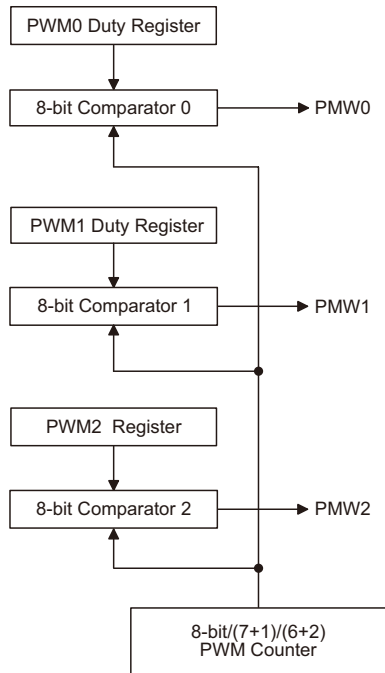 PWM0 Duty Register
8-bit Comparator 0
PMW0
PWM1 Duty Register
8-bit Comparator 1
PMW1
PWM2 Register
8-bit Comparator 2
PMW2
8-bit/(7+1)/(6+2)
PWM Counter